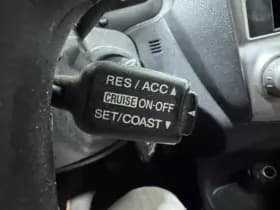 RES/ACC▲
CRUISE ON·OFF
SET/COAST▼